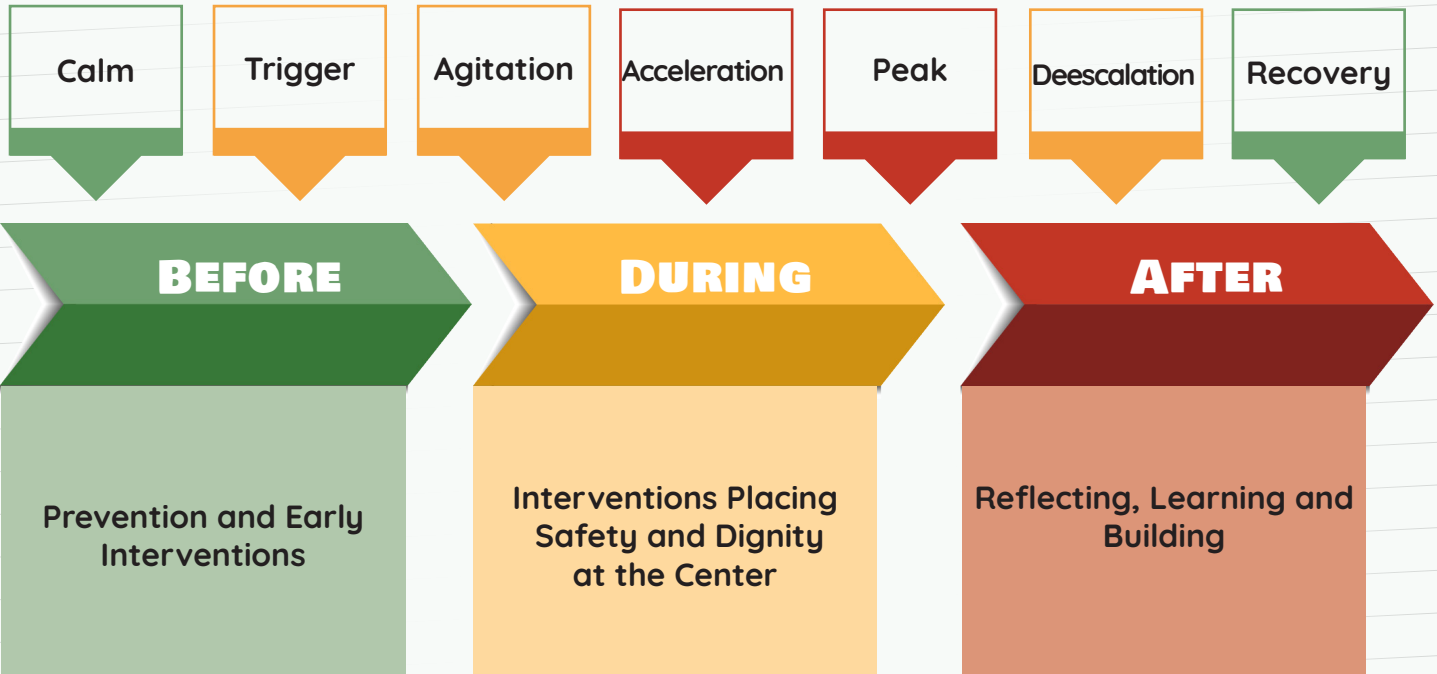 Calm
Trigger
Agitation
Acceleration
Peak
Deescalation
Recovery
BEFORE
DURING
AFTER
Prevention and Early
Interventions
Interventions Placing
Safety and Dignity
at the Center
Reflecting, Learning and
Building